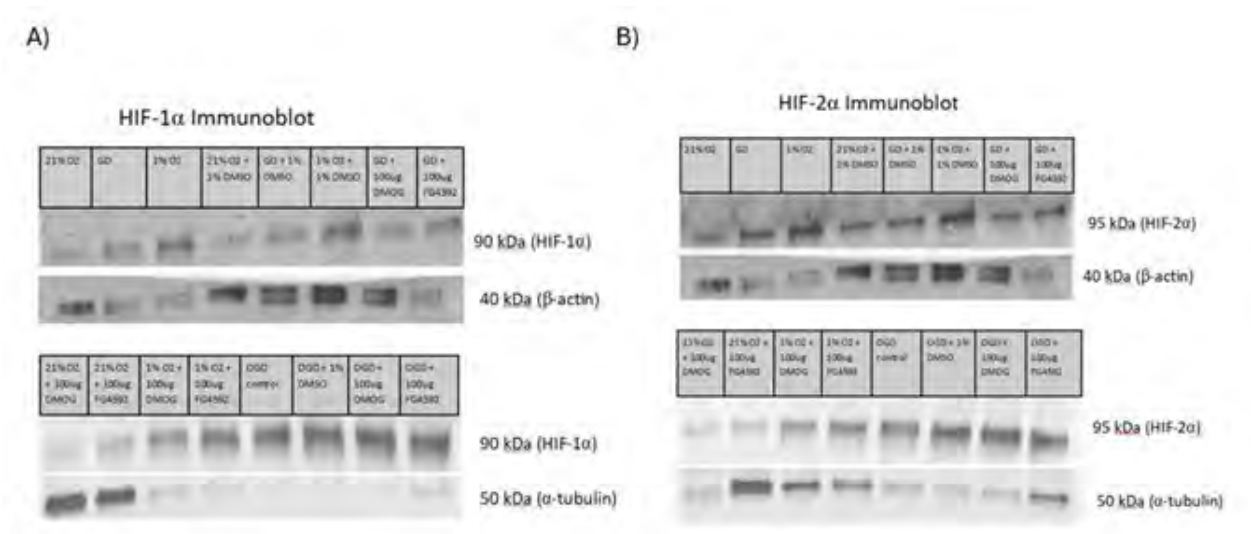 A)
HIF-1α Immunoblot
21% O2 GD 1% O2 21% O2 + 1% DMSO GD + 1% DMSO 1% O2 + 1% DMSO GD + 100ug DMOG GD + 100ug FG4592
90 kDa (HIF-1α)
40 kDa (β-actin)
21% O2 + 100ug DMOG 21% O2 + 100ug FG4592 1% O2 + 100ug DMOG 1% O2 + 100ug FG4592 OGD control OGD + 1% DMSO OGD + 100ug DMOG OGD + 100ug FG4592
90 kDa (HIF-1α)
50 kDa (α-tubulin)
B)
HIF-2α Immunoblot
21% O2 GD 1% O2 21% O2 + 1% DMSO GD + 1% DMSO 1% O2 + 1% DMSO GD + 100ug DMOG GD + 100ug FG4592
95 kDa (HIF-2α)
40 kDa (β-actin)
+ 100ug DMOG 21% O2 + 100ug FG4592 1% O2 + 100ug DMOG 1% O2 + 100ug FG4592 control + 1% DMSO + 100ug DMOG + 100ug FG4592
95 kDa (HIF-2α)
50 kDa (α-tubulin)